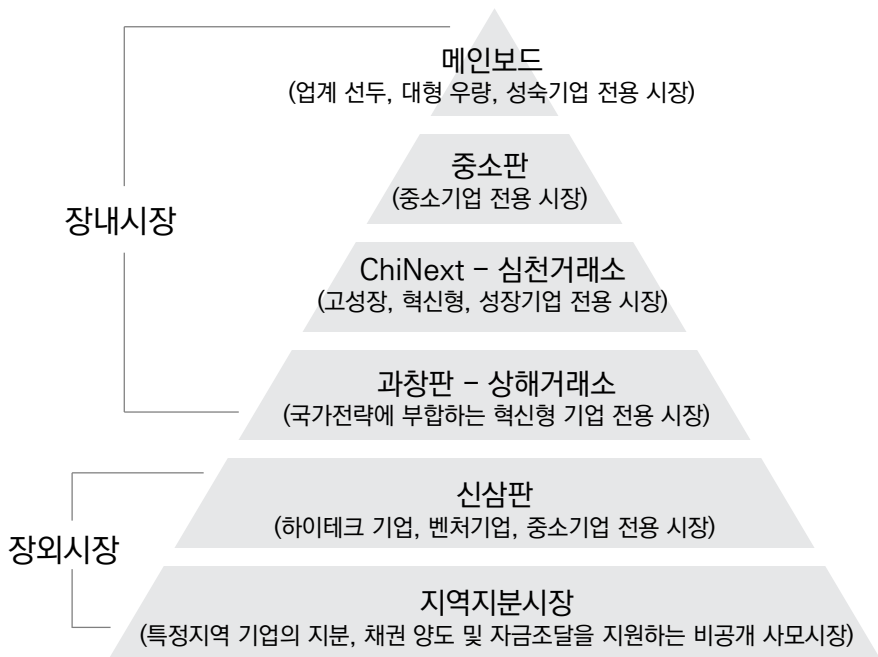 메인보드
(업계 선두, 대형 우량, 성숙기업 전용 시장)
중소판
(중소기업 전용 시장)
장내시장
ChiNext - 심천거래소
(고성장, 혁신형, 성장기업 전용 시장)
과창판 - 상해거래소
(국가전략에 부합하는 혁신형 기업 전용 시장)
신삼판
(하이테크 기업, 벤처기업, 중소기업 전용 시장)
장외시장
지역지분시장
(특정지역 기업의 지분, 채권 양도 및 자금조달을 지원하는 비공개 사모시장)